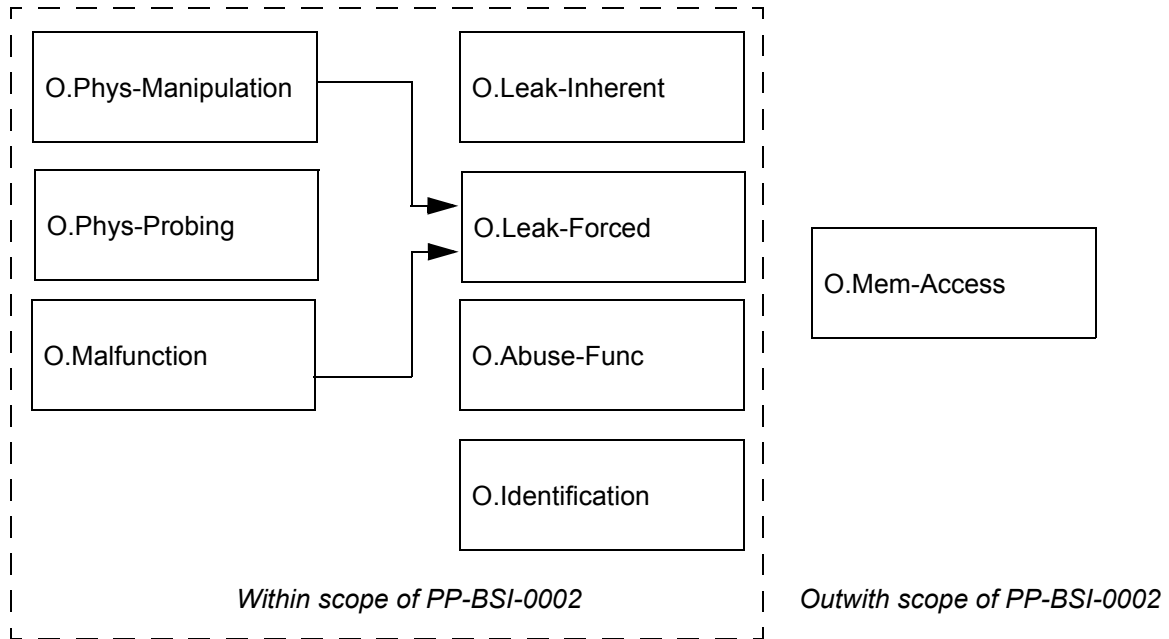 O.Phys-Manipulation
O.Leak-Inherent
O.Phys-Probing
O.Leak-Forced
O.Mem-Access
O.Malfunction
O.Abuse-Func
O.Identification
Within scope of PP-BSI-0002
Outwith scope of PP-BSI-0002